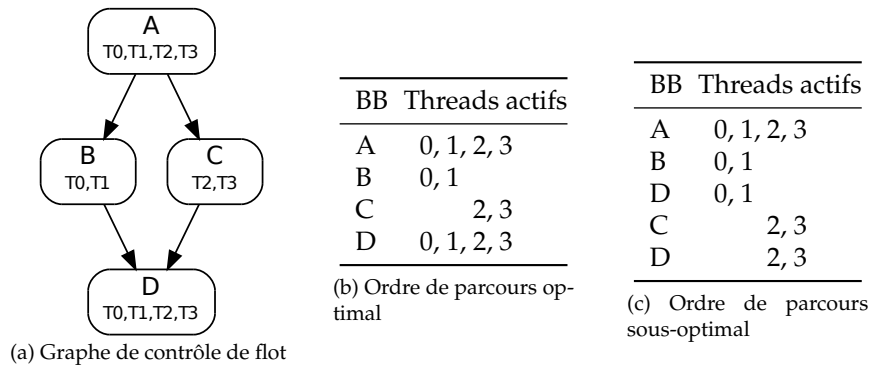 A
T0,T1,T2,T3
B
T0,T1
C
T2,T3
D
T0,T1,T2,T3
(a) Graphe de contrôle de flot
BB Threads actifs
A 0, 1, 2, 3
B 0, 1
C 2, 3
D 0, 1, 2, 3
(b) Ordre de parcours op-
timal
BB Threads actifs
A 0, 1, 2, 3
B 0, 1
D 0, 1
C 2, 3
D 2, 3
(c) Ordre de parcours
sous-optimal